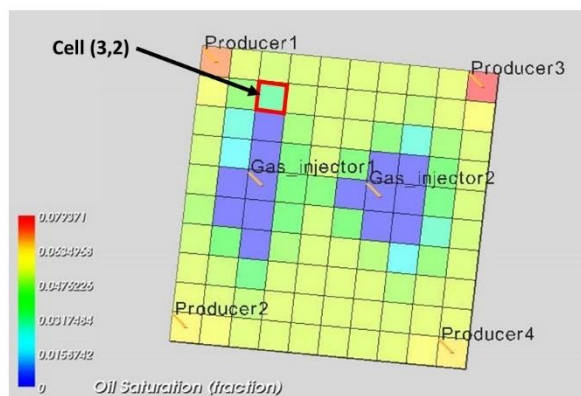 Cell (3,2)
Producer1
Producer3
Gas_injector1
Gas_injector2
0.079371
0.0634968
0.0476226
0.0317484
0.0158742
0
Producer2
Producer4
Oil Saturation (fraction)